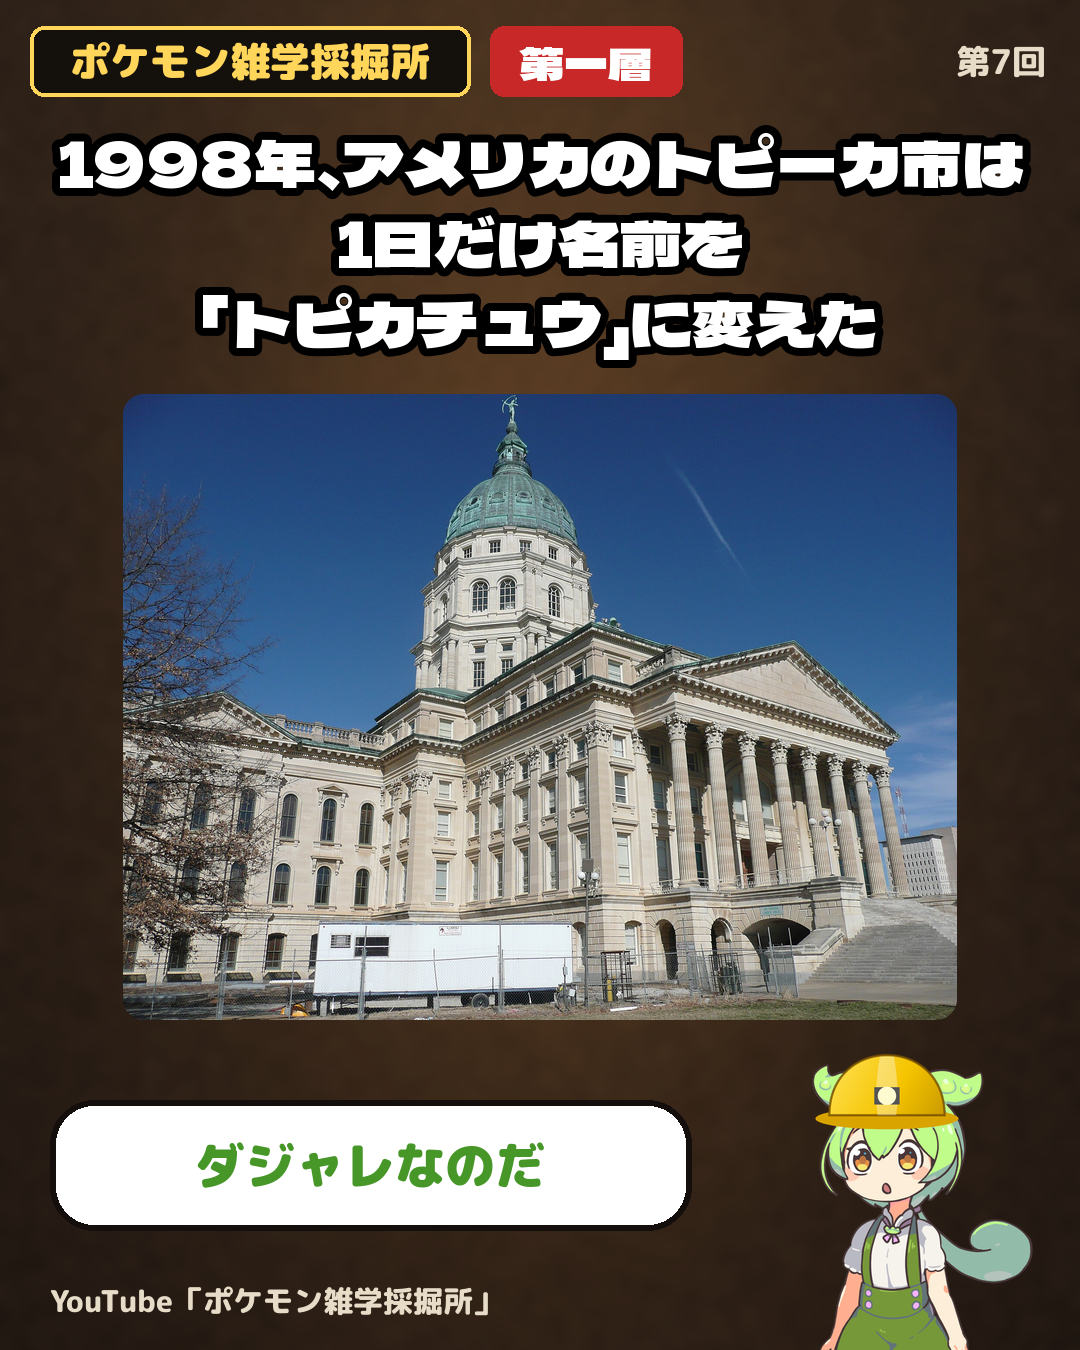 ポケモン雑学採掘所
第一層
第7回
1998年、アメリカのトピーカ市は
1日だけ名前を
「トピカチュウ」に変えた
ダジャレなのだ
YouTube「ポケモン雑学採掘所」